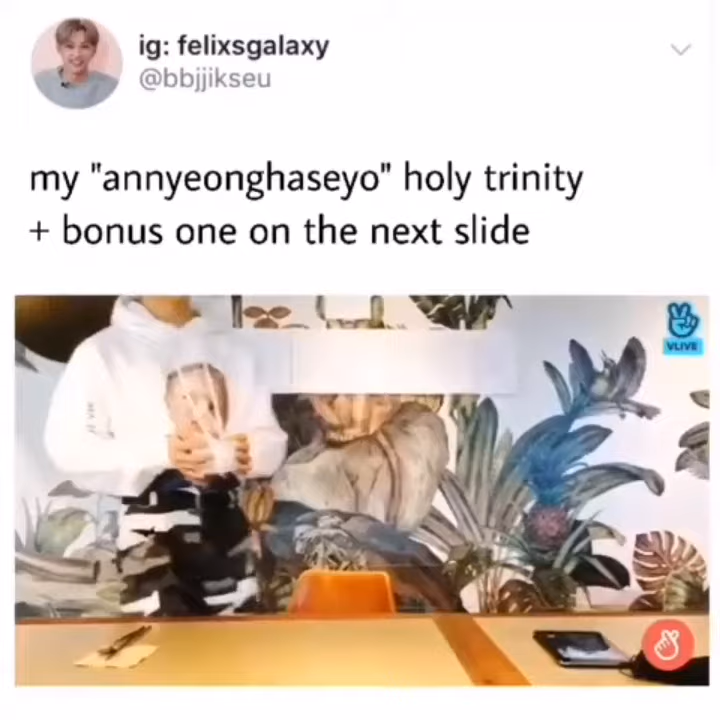 ig: felixsgalaxy
@bbjjikseu
my "annyeonghaseyo" holy trinity
+ bonus one on the next slide
VLIVE